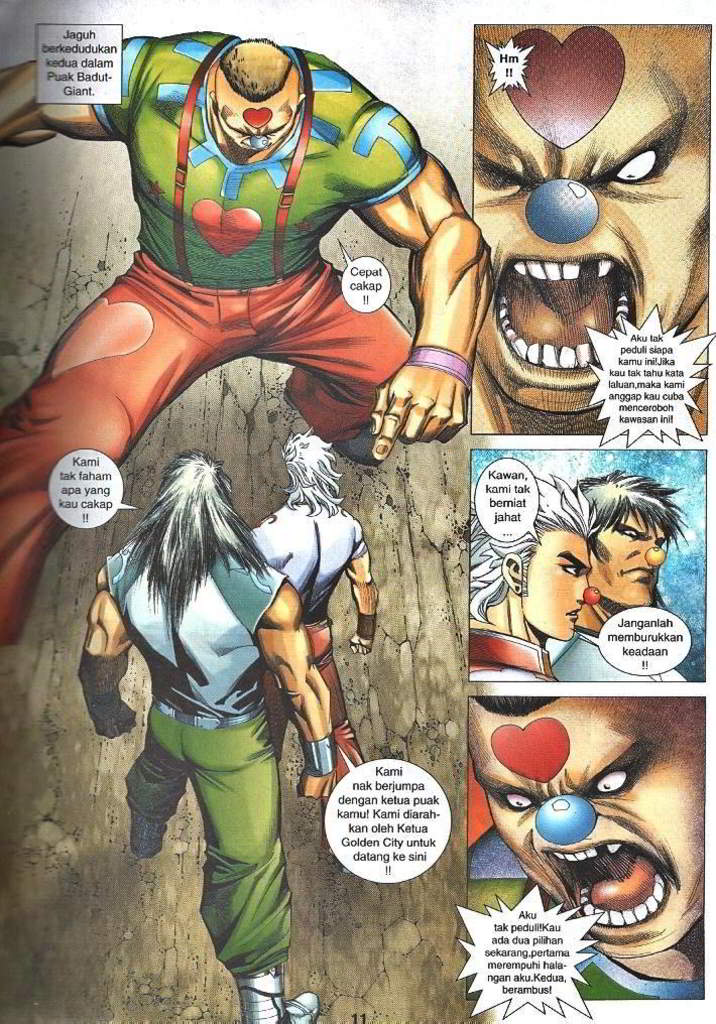 Jaguh
berkedudukan
kedua dalam
Puak Badut-
Giant.
Cepat
cakap
!!
Kami
tak faham
apa yang
kau cakap
!!
Kami
nak berjumpa
dengan ketua puak
kamu! Kami diarah-
kan oleh Ketua
Golden City untuk
datang ke sini
!!
Hm
!!
Aku tak
peduli siapa
kamu ini!Jika
kau tak tahu kata
laluan,maka kami
anggap kau cuba
menceroboh
kawasan ini!
Kawan,
kami tak
berniat
jahat
...
Janganlah
memburukkan
keadaan
!!
Aku
tak peduli!Kau
ada dua pilihan
sekarang,pertama
merempuhi hala-
ngan aku.Kedua,
berambus!
11